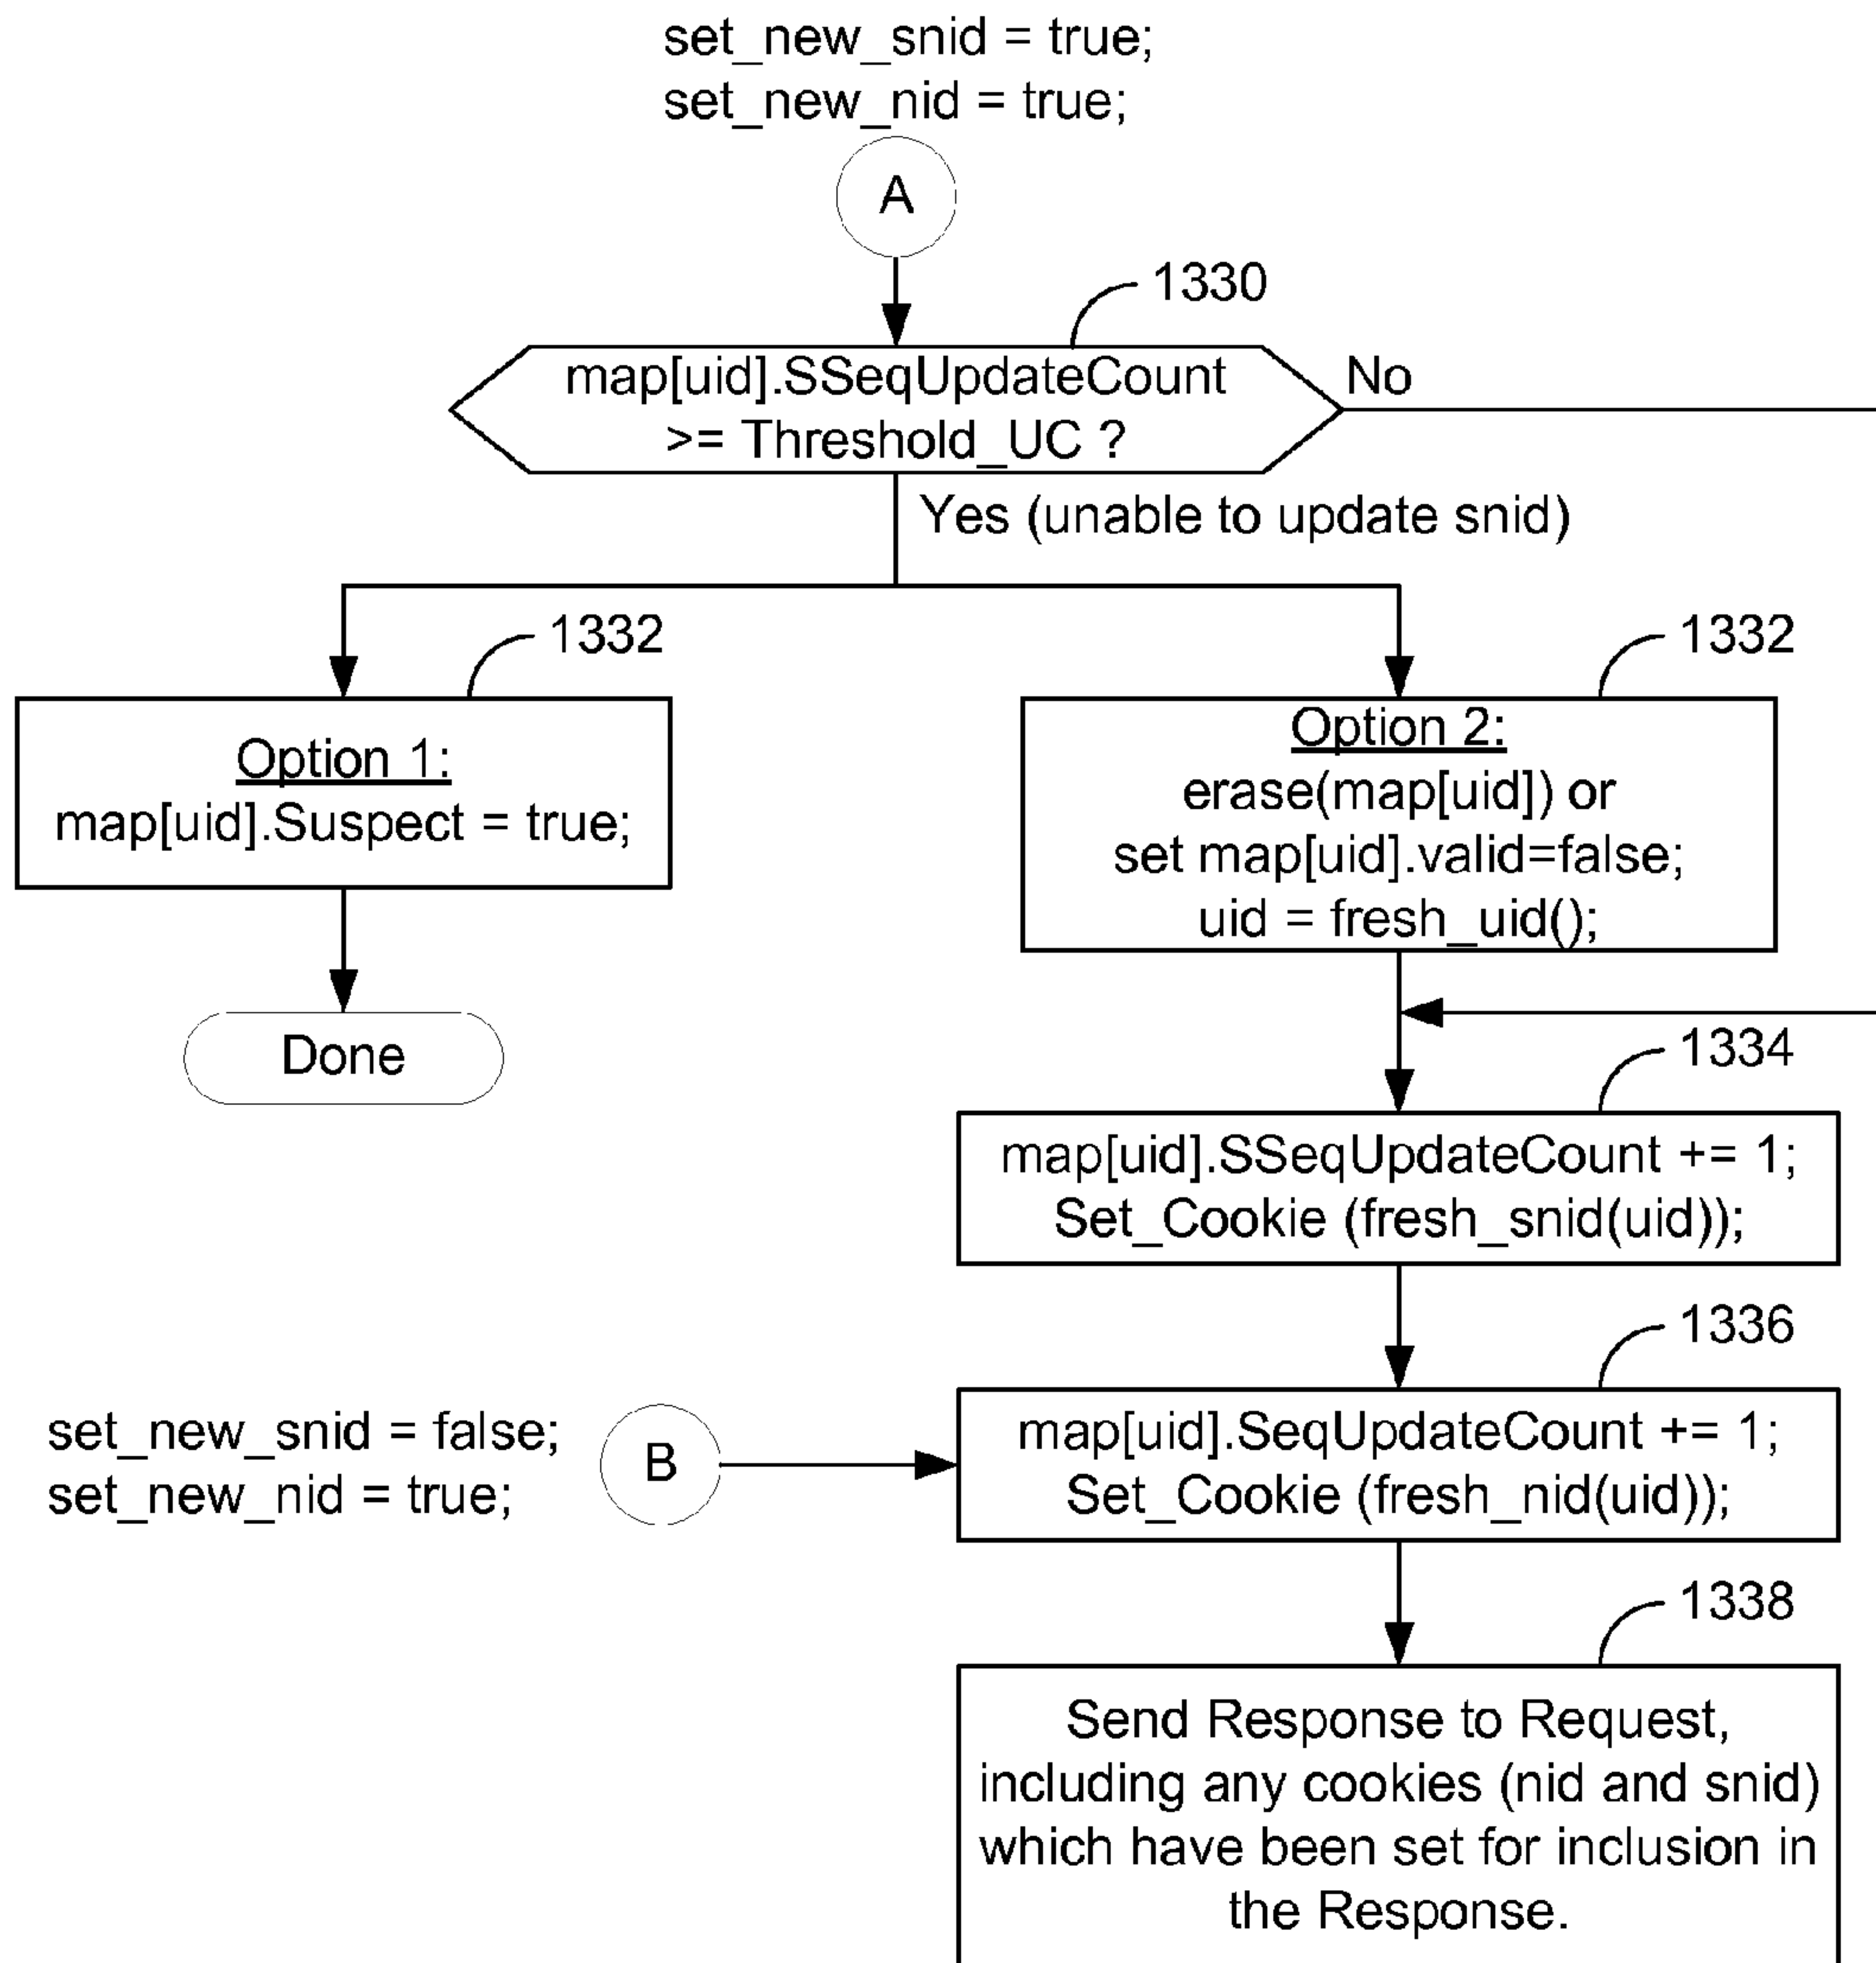 set_new_snid = true;
set_new_nid = true;
A
1330
map[uid].SSeqUpdateCount
>= Threshold_UC ?
No
Yes (unable to update snid)
1332
Option 1:
map[uid].Suspect = true;
Done
1332
Option 2:
erase(map[uid]) or
set map[uid].valid=false;
uid = fresh_uid();
1334
map[uid].SSeqUpdateCount += 1;
Set_Cookie (fresh_snid(uid));
1336
set_new_snid = false;
set_new_nid = true;
B
map[uid].SeqUpdateCount += 1;
Set_Cookie (fresh_nid(uid));
1338
Send Response to Request,
including any cookies (nid and snid)
which have been set for inclusion in
the Response.